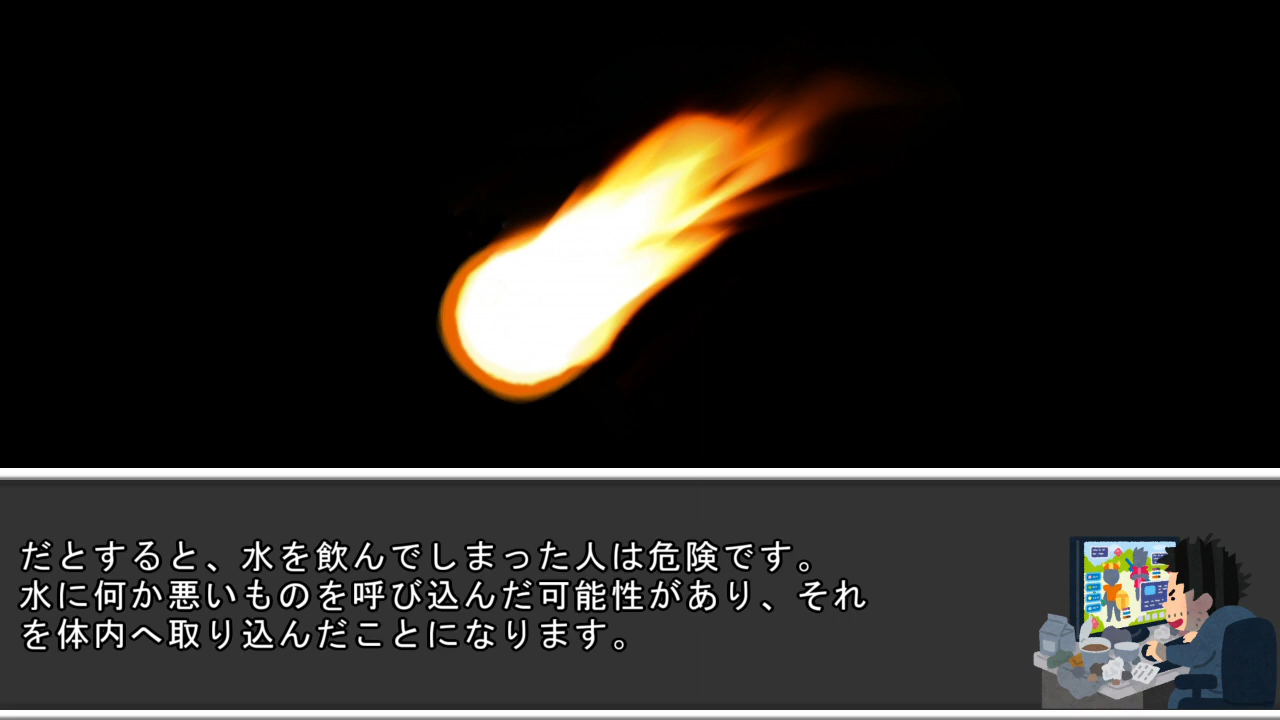 だとすると、水を飲んでしまった人は危険です。
水に何か悪いものを呼び込んだ可能性があり、それ
を体内へ取り込んだことになります。